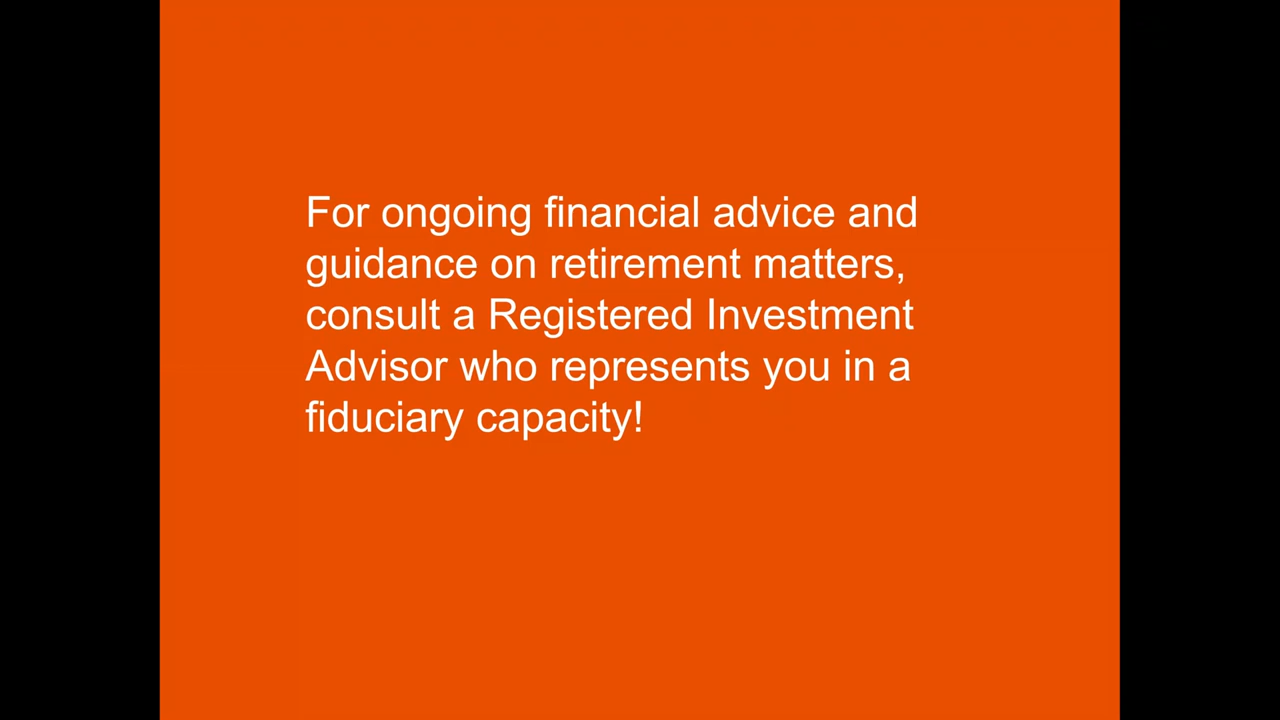 For ongoing financial advice and
guidance on retirement matters,
consult a Registered Investment
Advisor who represents you in a
fiduciary capacity!